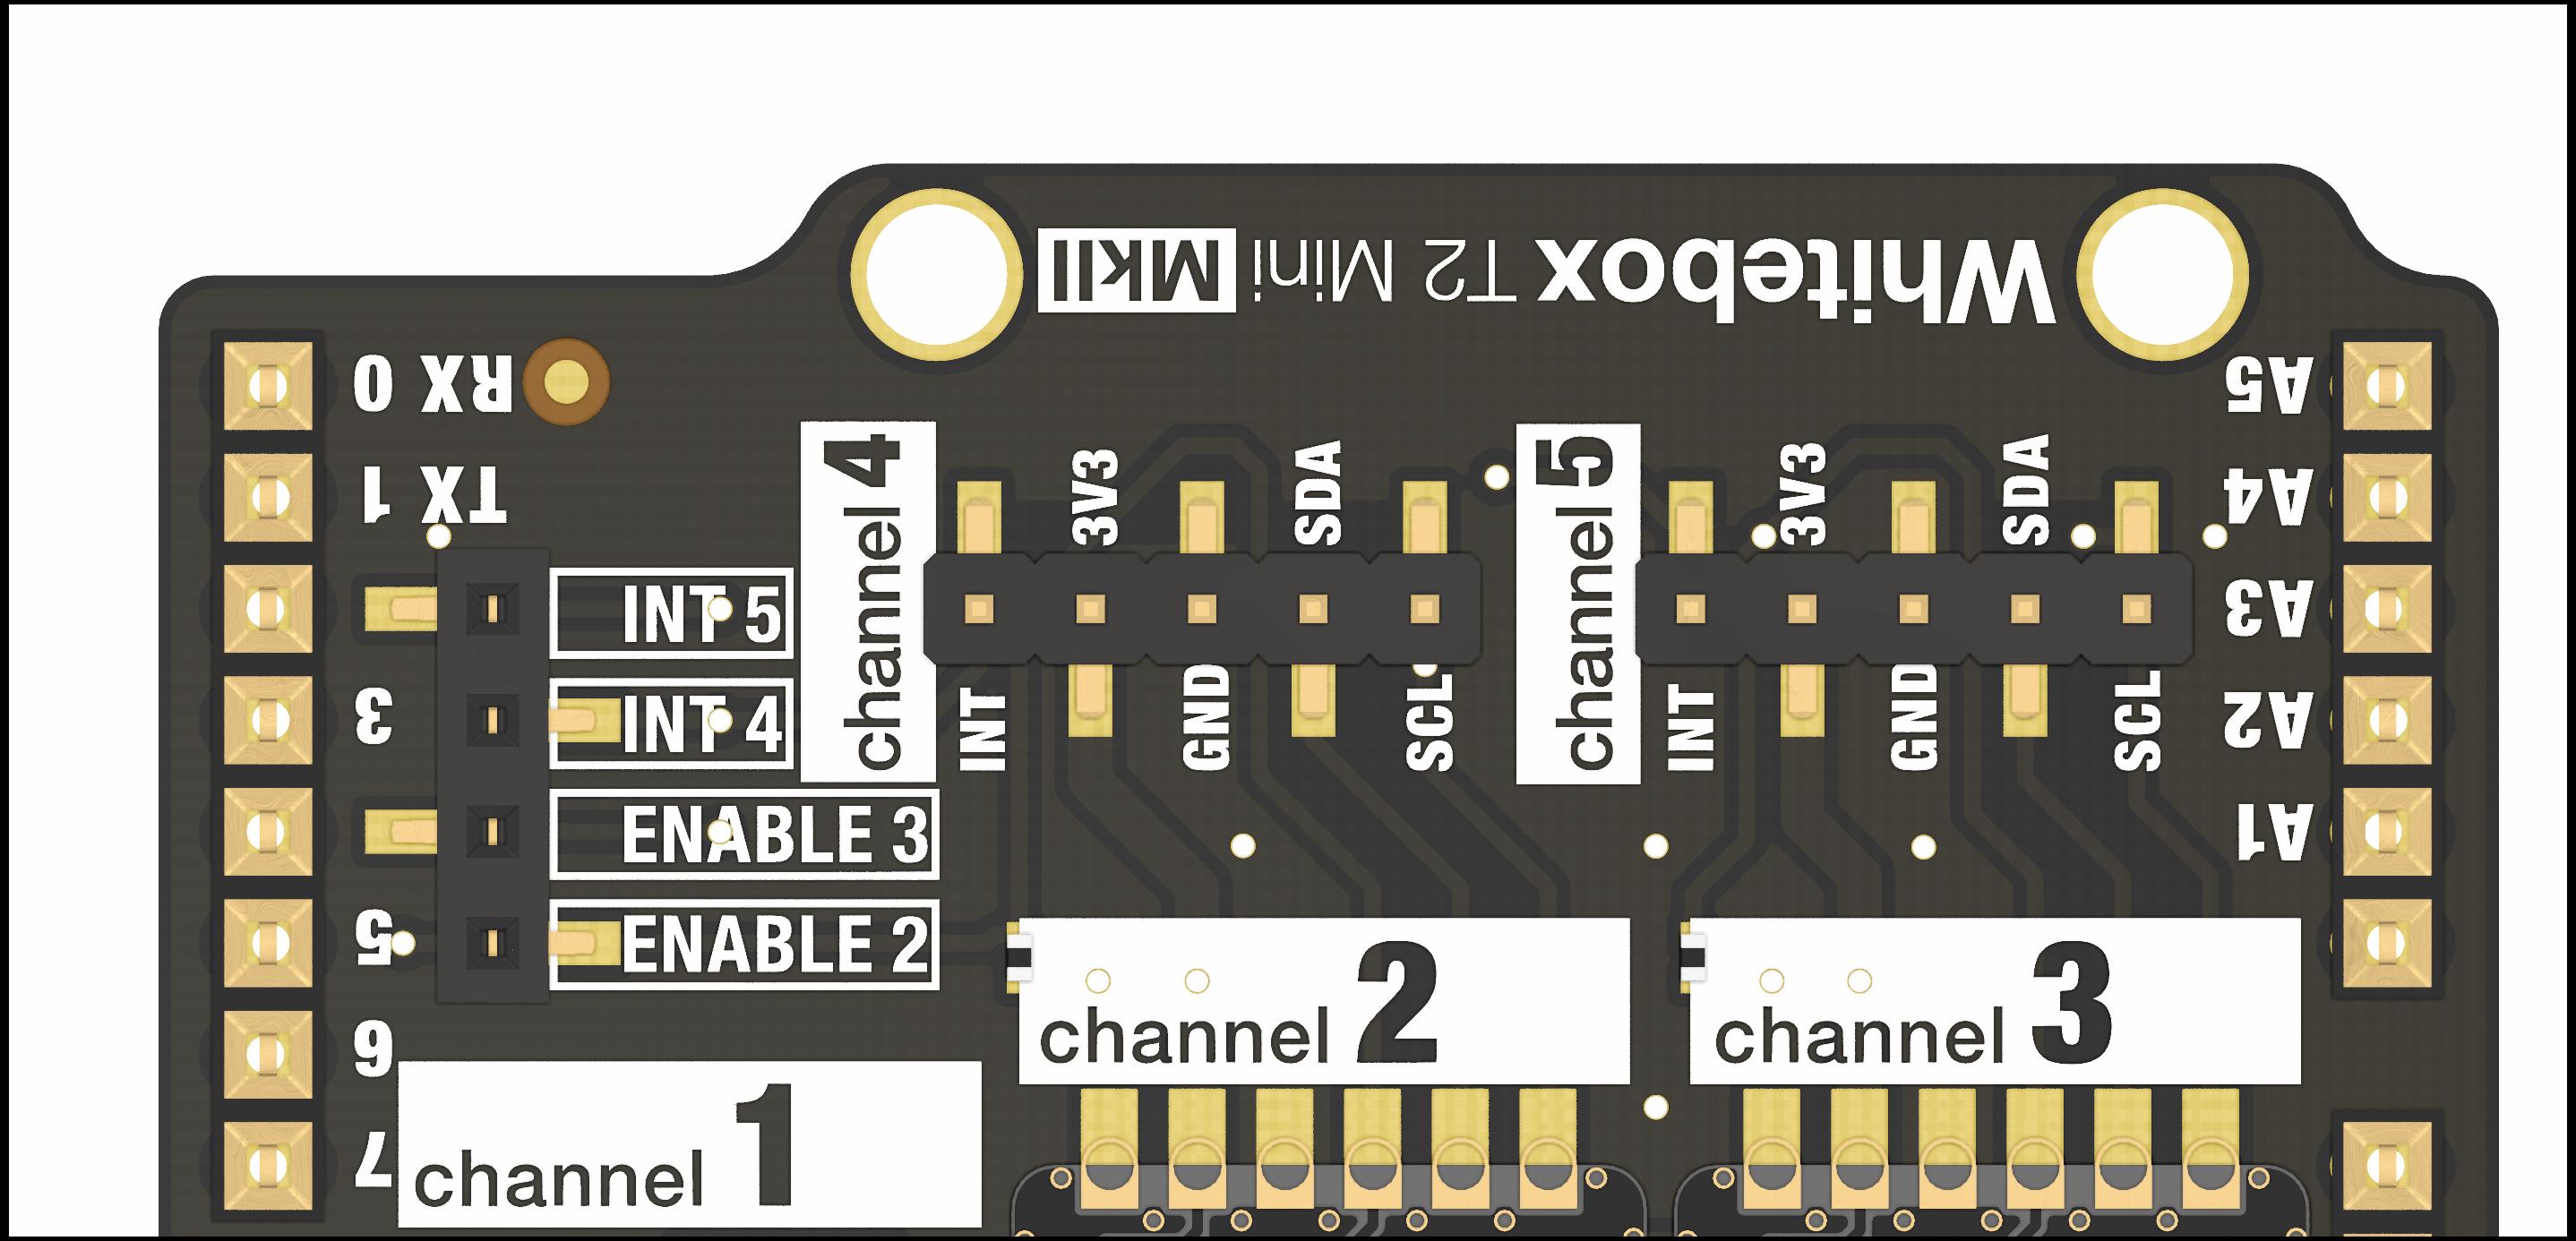 Whitebox T2 Mini MKII
RX 0
TX 1
3
5
6
7
A5
A4
A3
A2
A1
INT 5
INT 4
ENABLE 3
ENABLE 2
channel 4
3V3
SDA
INT
GND
SCL
channel 5
3V3
SDA
INT
GND
SCL
channel 1
channel 2
channel 3